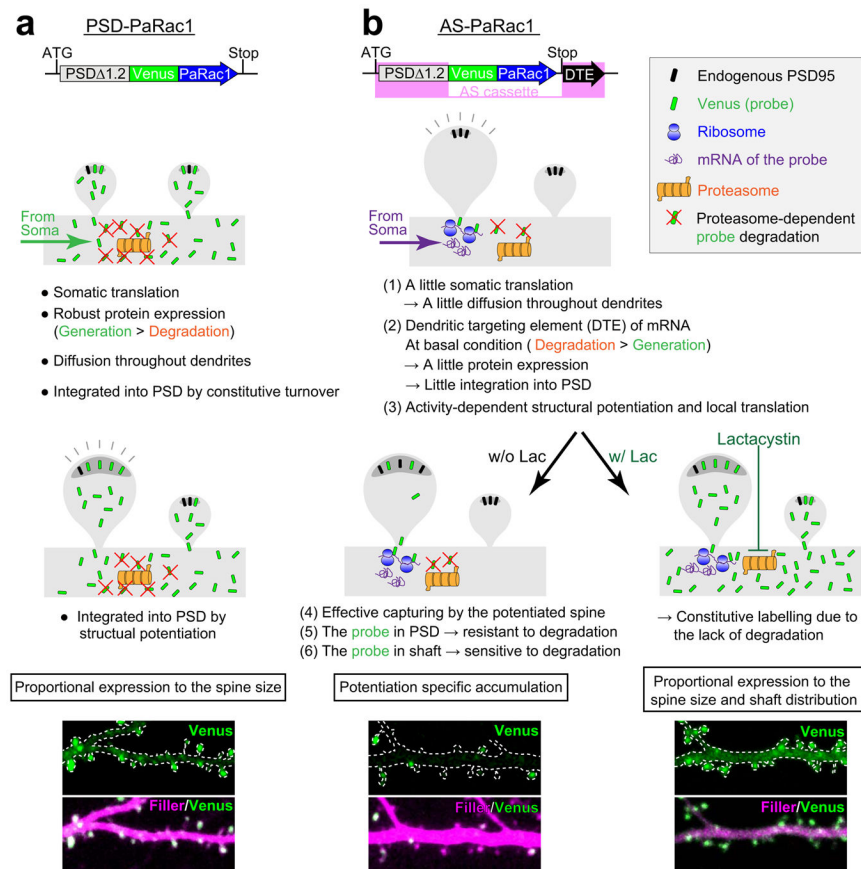 a
PSD-PaRac1
ATG
Stop
PSDΔ1.2
Venus
PaRac1
From
Soma
● Somatic translation
● Robust protein expression
(Generation > Degradation)
● Diffusion throughout dendrites
● Integrated into PSD by constitutive turnover
● Integrated into PSD by
structual potentiation
Proportional expression to the spine size
Venus
Filler/Venus
b
AS-PaRac1
ATG
Stop
PSDΔ1.2
Venus
PaRac1
DTE
AS cassette
From
Soma
(1) A little somatic translation
→ A little diffusion throughout dendrites
(2) Dendritic targeting element (DTE) of mRNA
At basal condition ( Degradation > Generation)
→ A little protein expression
→ Little integration into PSD
(3) Activity-dependent structural potentiation and local translation
w/o Lac
w/ Lac
Lactacystin
(4) Effective capturing by the potentiated spine
(5) The probe in PSD → resistant to degradation
(6) The probe in shaft → sensitive to degradation
→ Constitutive labelling due to
the lack of degradation
Potentiation specific accumulation
Proportional expression to the
spine size and shaft distribution
Venus
Filler/Venus
Venus
Filler/Venus
Endogenous PSD95
Venus (probe)
Ribosome
mRNA of the probe
Proteasome
Proteasome-dependent
probe degradation